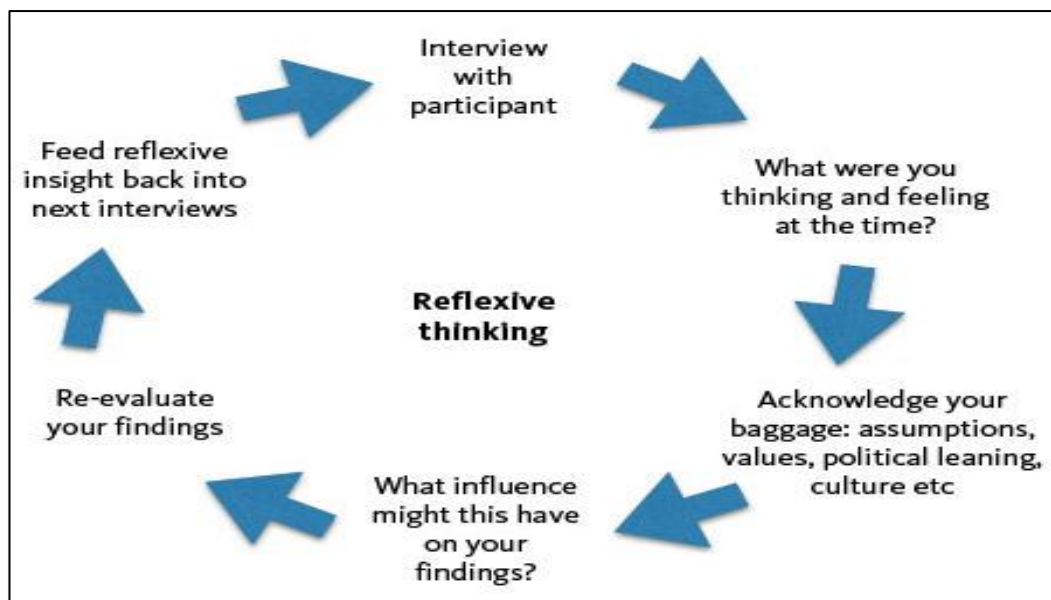 Interview
with
participant
What were you
thinking and feeling
at the time?
Acknowledge your
baggage: assumptions,
values, political leaning,
culture etc
What influence
might this have
on your
findings?
Re-evaluate
your findings
Feed reflexive
insight back into
next interviews
Reflexive
thinking